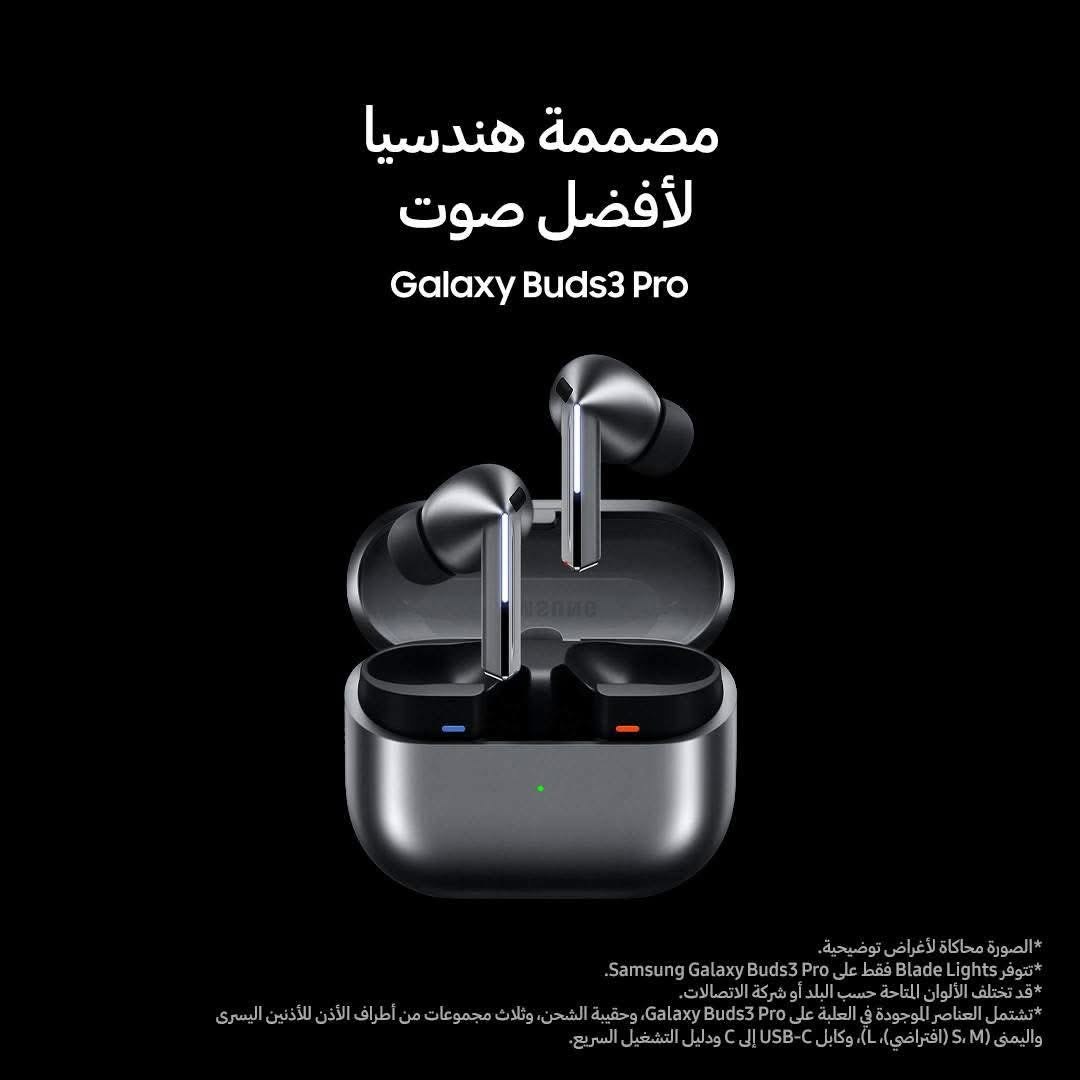 مصممة هندسيا
لأفضل صوت
Galaxy Buds3 Pro
SAMSUNG
*الصورة محاكاة لأغراض توضيحية.
*تتوفر Blade Lights فقط على Samsung Galaxy Buds3 Pro.
*قد تختلف الألوان المتاحة حسب البلد أو شركة الاتصالات.
*تشتمل العناصر الموجودة في العلبة على Galaxy Buds3 Pro، وحقيبة الشحن، وثلاث مجموعات من أطراف الأذن للأذنين اليسرى
واليمنى (S، M (افتراضي)، L)، وكابل USB-C إلى C ودليل التشغيل السريع.